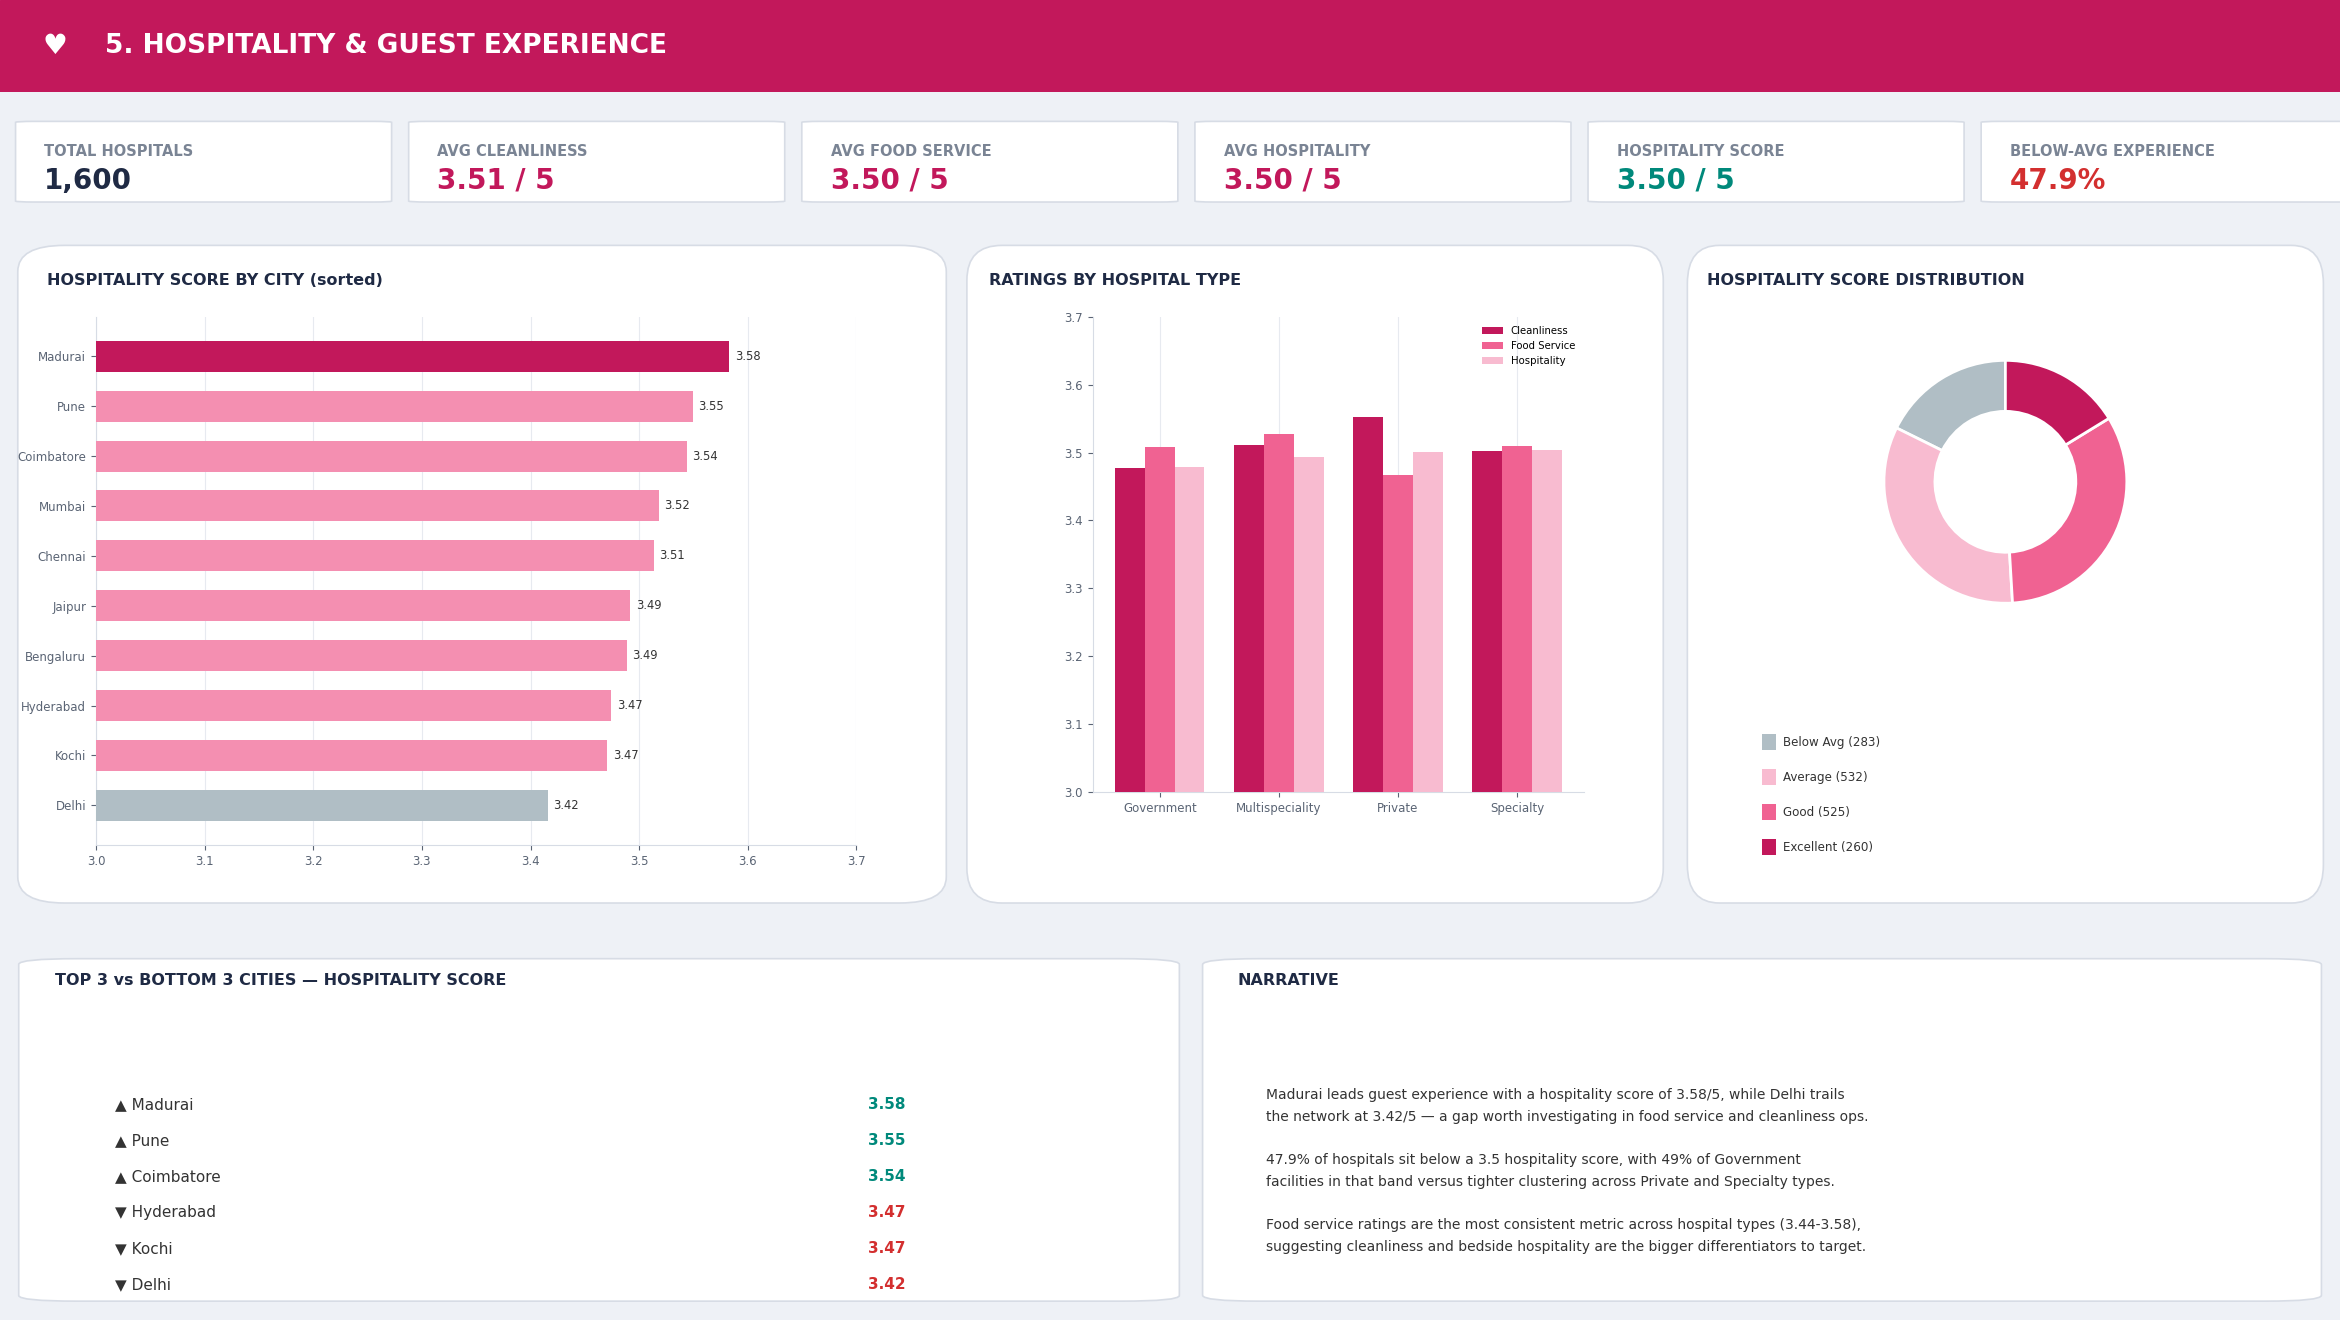 ♥ 5. HOSPITALITY & GUEST EXPERIENCE
TOTAL HOSPITALS
1,600
AVG CLEANLINESS
3.51 / 5
AVG FOOD SERVICE
3.50 / 5
AVG HOSPITALITY
3.50 / 5
HOSPITALITY SCORE
3.50 / 5
BELOW-AVG EXPERIENCE
47.9%
HOSPITALITY SCORE BY CITY (sorted)
Madurai 3.58
Pune 3.55
Coimbatore 3.54
Mumbai 3.52
Chennai 3.51
Jaipur 3.49
Bengaluru 3.49
Hyderabad 3.47
Kochi 3.47
Delhi 3.42
3.0 3.1 3.2 3.3 3.4 3.5 3.6 3.7
RATINGS BY HOSPITAL TYPE
3.7
3.6
3.5
3.4
3.3
3.2
3.1
3.0
Cleanliness
Food Service
Hospitality
Government Multispeciality Private Specialty
HOSPITALITY SCORE DISTRIBUTION
Below Avg (283)
Average (532)
Good (525)
Excellent (260)
TOP 3 vs BOTTOM 3 CITIES — HOSPITALITY SCORE
▲ Madurai 3.58
▲ Pune 3.55
▲ Coimbatore 3.54
▼ Hyderabad 3.47
▼ Kochi 3.47
▼ Delhi 3.42
NARRATIVE
Madurai leads guest experience with a hospitality score of 3.58/5, while Delhi trails
the network at 3.42/5 — a gap worth investigating in food service and cleanliness ops.
47.9% of hospitals sit below a 3.5 hospitality score, with 49% of Government
facilities in that band versus tighter clustering across Private and Specialty types.
Food service ratings are the most consistent metric across hospital types (3.44-3.58),
suggesting cleanliness and bedside hospitality are the bigger differentiators to target.